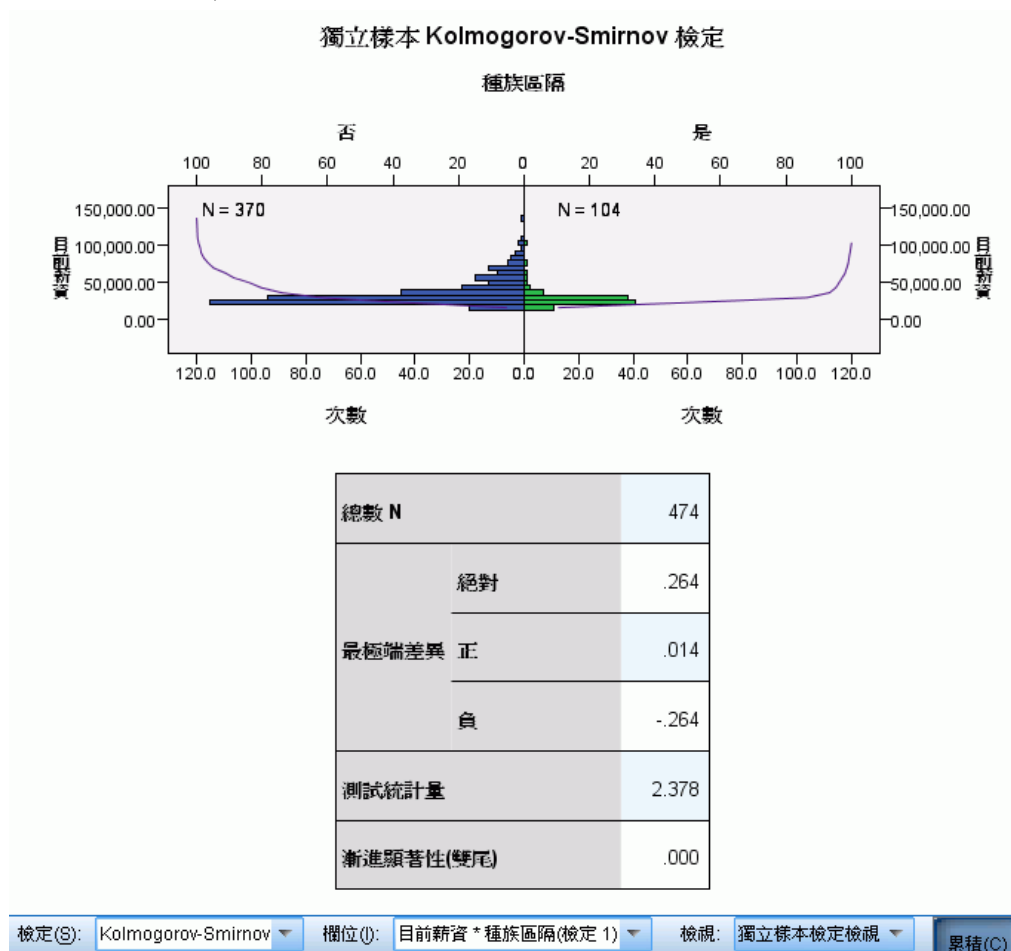 獨立樣本 Kolmogorov-Smirnov 檢定
種族區隔
否 是
100 80 60 40 20 0 20 40 60 80 100
N = 370 N = 104
150,000.00 150,000.00
100,000.00 100,000.00
50,000.00 50,000.00
0.00 0.00
目前薪資 目前薪資
120.0 100.0 80.0 60.0 40.0 20.0 0.0 20.0 40.0 60.0 80.0 100.0 120.0
次數 次數
總數 N 474
絕對 .264
最極端差異 正 .014
負 -.264
測試統計量 2.378
漸進顯著性(雙尾) .000
檢定(S): Kolmogorov-Smirnov 欄位(I): 目前薪資 * 種族區隔(檢定 1) 檢視: 獨立樣本檢定檢視 累積(C)